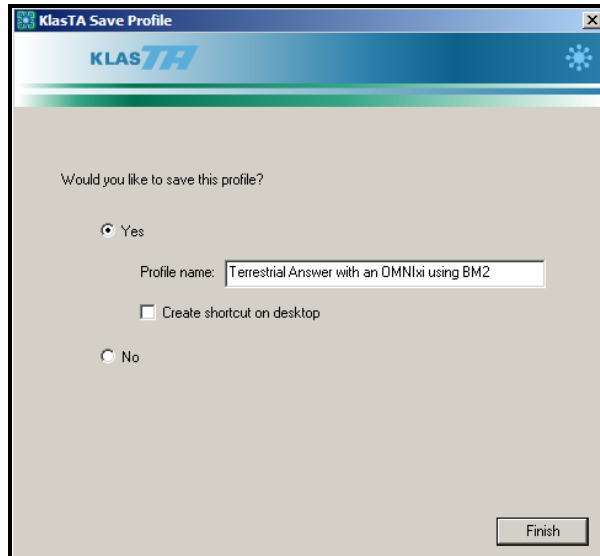 KlasTA Save Profile
KLASTA
Would you like to save this profile?
Yes
Profile name: Terrestrial Answer with an OMNIxi using BM2
Create shortcut on desktop
No
Finish